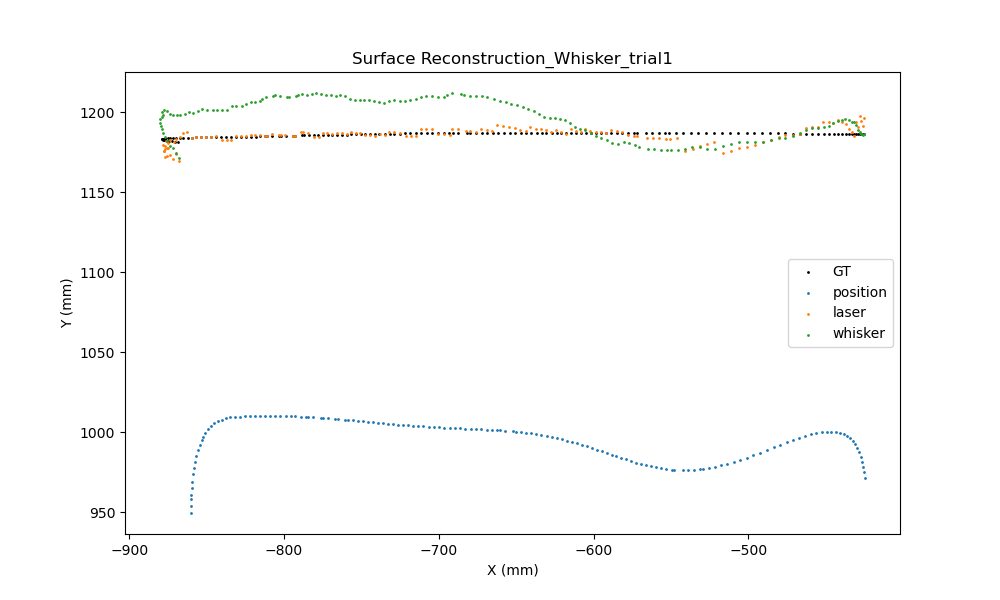 Surface Reconstruction_Whisker_trial1
1200
1150
1100
1050
1000
950
Y (mm)
GT
position
laser
whisker
−900
−800
−700
−600
−500
X (mm)